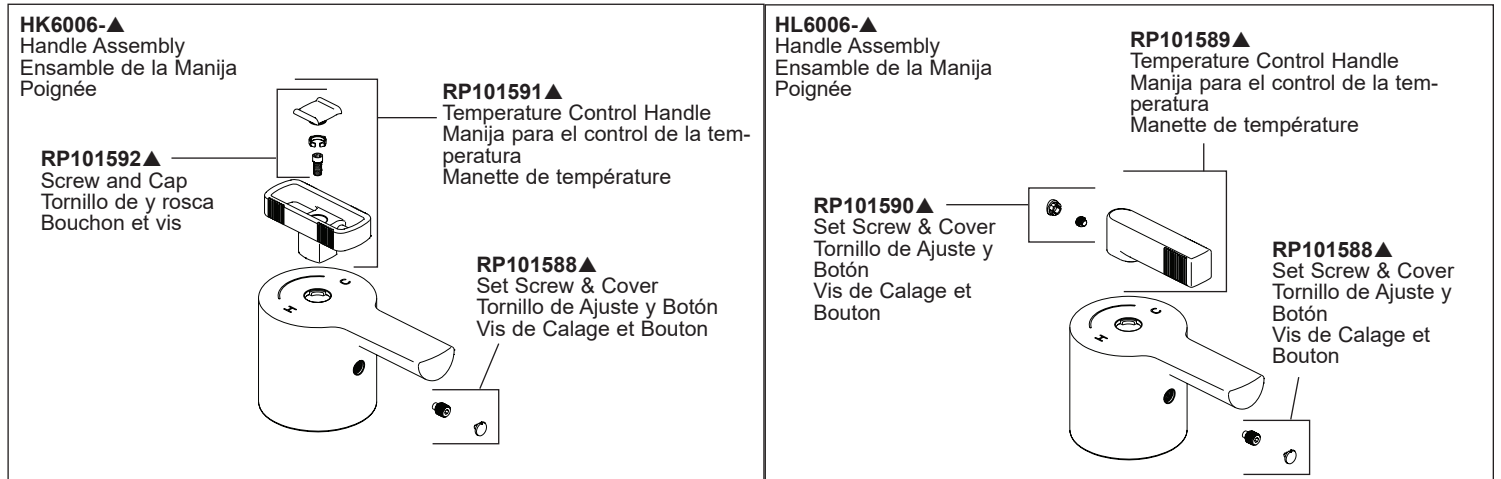 HK6006-▲
Handle Assembly
Ensamble de la Manija
Poignée
RP101591▲
Temperature Control Handle
Manija para el control de la tem-
peratura
Manette de température
RP101592▲
Screw and Cap
Tornillo de y rosca
Bouchon et vis
RP101588▲
Set Screw & Cover
Tornillo de Ajuste y Botón
Vis de Calage et Bouton
H
C
HL6006-▲
Handle Assembly
Ensamble de la Manija
Poignée
RP101589▲
Temperature Control Handle
Manija para el control de la tem-
peratura
Manette de température
RP101590▲
Set Screw & Cover
Tornillo de Ajuste y
Botón
Vis de Calage et
Bouton
RP101588▲
Set Screw & Cover
Tornillo de Ajuste y
Botón
Vis de Calage et
Bouton
H
C